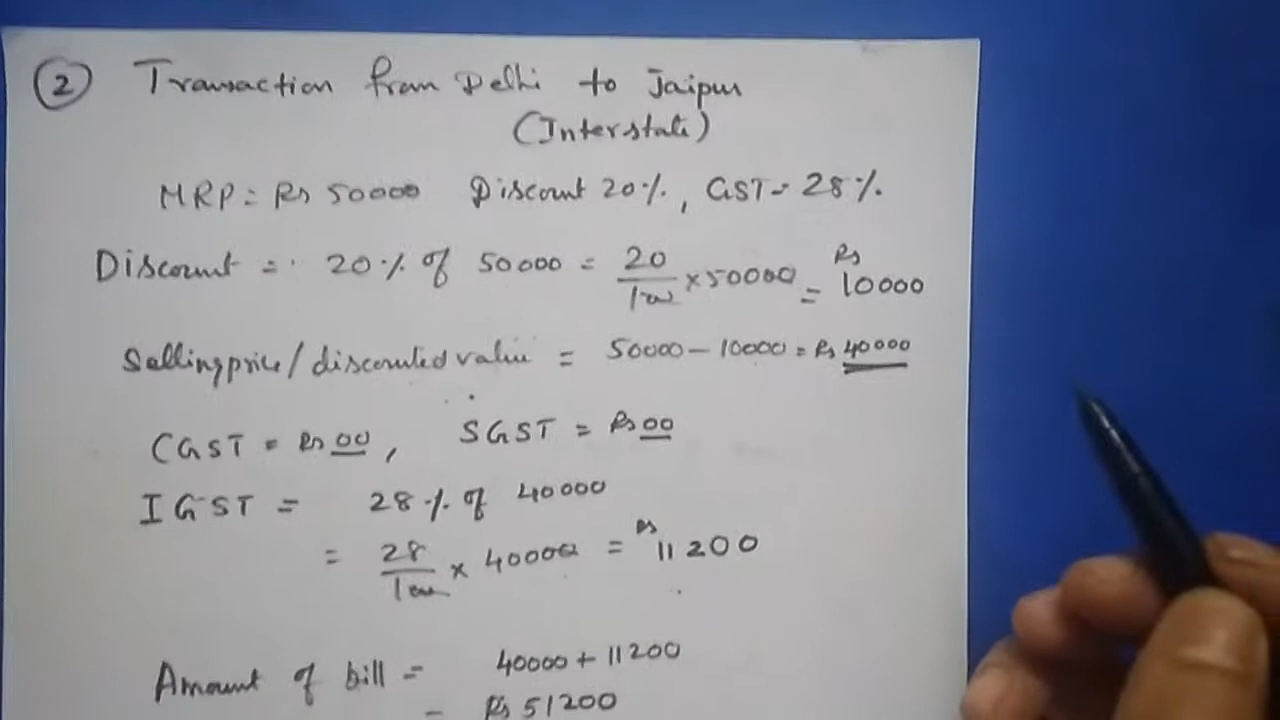 ② Transaction from Delhi to Jaipur
(Interstate)
MRP = Rs 50000 Discount 20%, GST = 28%
Discount = 20% of 50000 = 20/100 × 50000 = Rs 10000
Selling price/discounted value = 50000 – 10000 = Rs 40000
CGST = Rs 00, SGST = Rs 00
IGST = 28% of 40000
= 28/100 × 40000 = Rs 11200
Amount of bill = 40000 + 11200
= Rs 51200